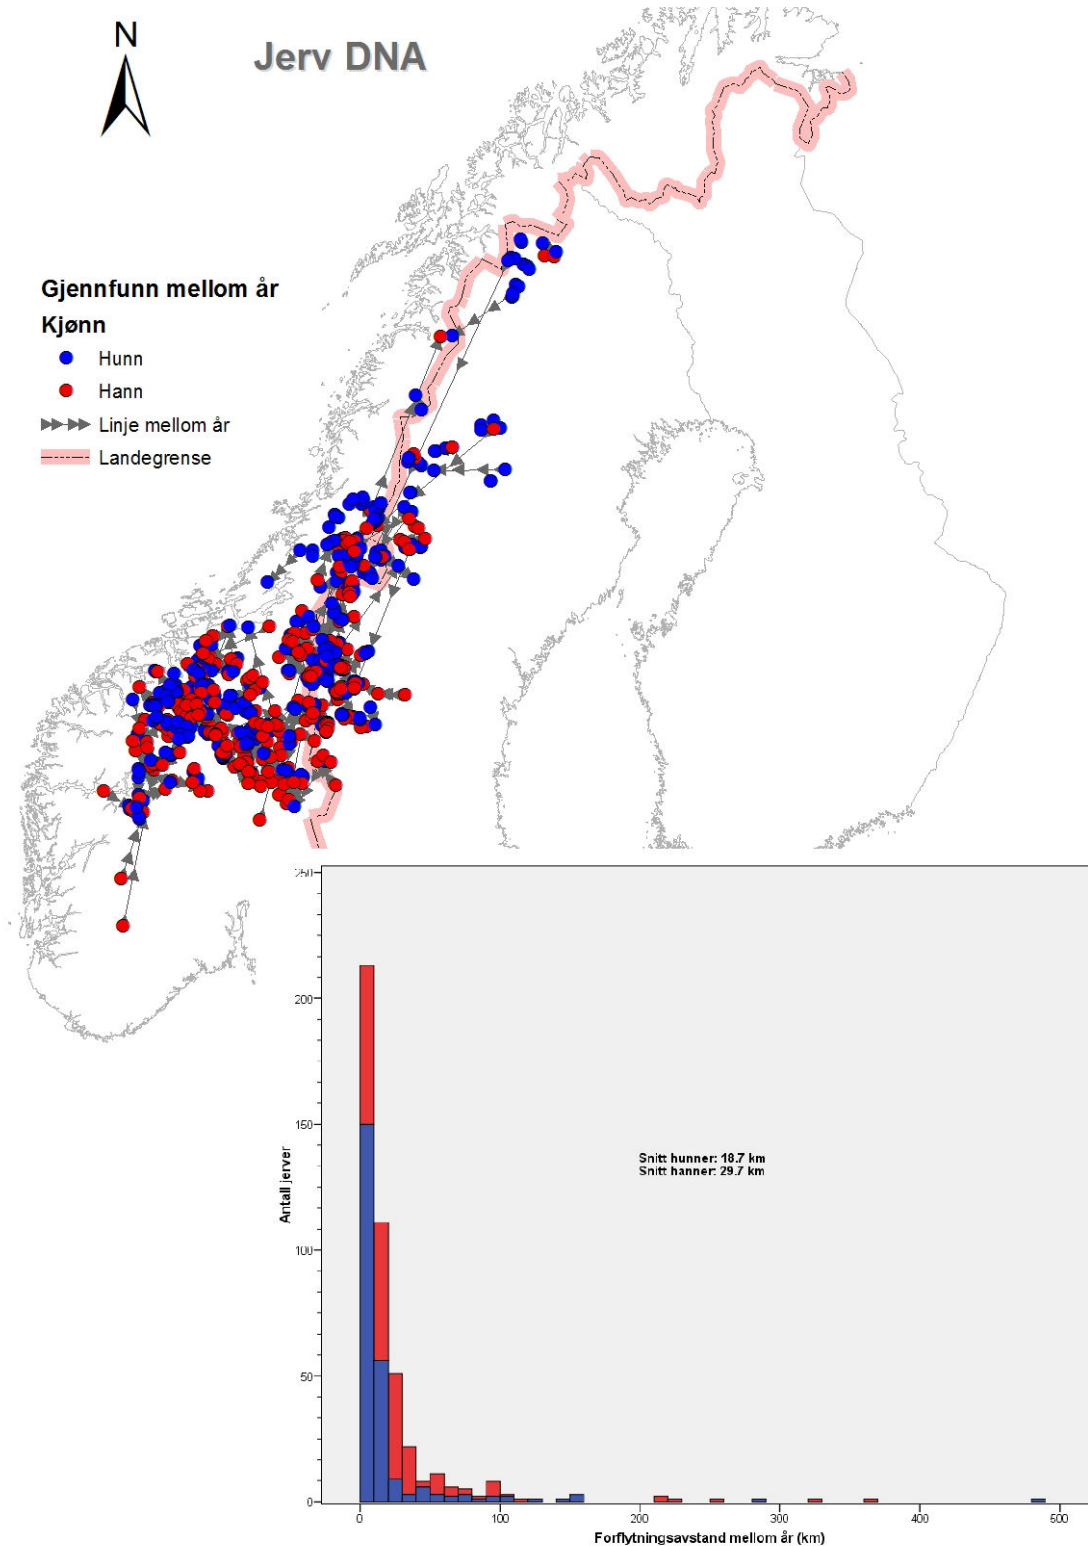 N
Jerv DNA
Gjennfunn mellom år
Kjønn
Hunn
Hann
Linje mellom år
Landegrense
250
200
150
100
50
0
Antall jerver
Snitt hunner: 18.7 km
Snitt hanner: 29.7 km
0 100 200 300 400 500
Forflytningsavstand mellom år (km)